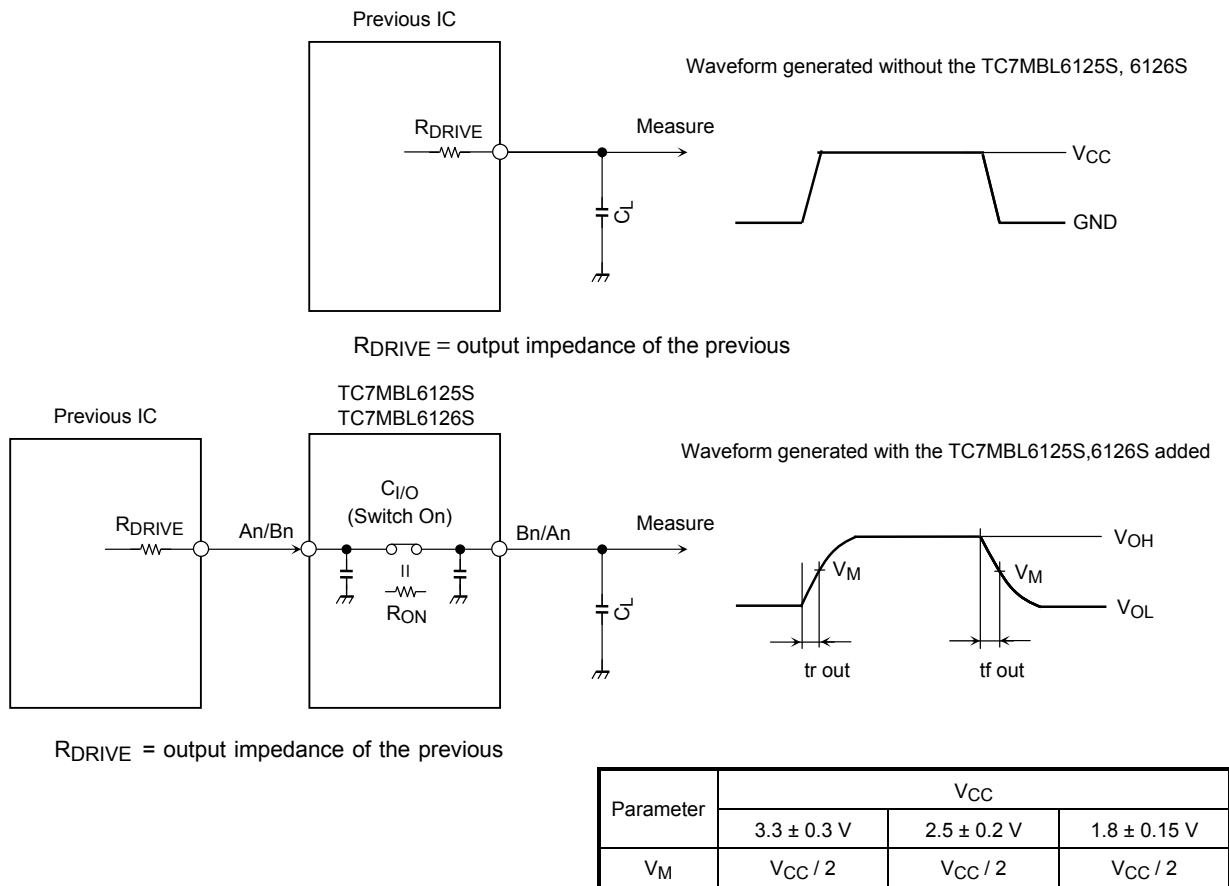 Previous IC
Waveform generated without the TC7MBL6125S, 6126S
RDRIVE
Measure
CL
VCC
GND
RDRIVE = output impedance of the previous
Previous IC
TC7MBL6125S
TC7MBL6126S
Waveform generated with the TC7MBL6125S,6126S added
RDRIVE
An/Bn
CI/O
(Switch On)
RON
Bn/An
Measure
CL
VM
VM
VOH
VOL
tr out
tf out
RDRIVE = output impedance of the previous
Parameter
VCC
3.3 ± 0.3 V
2.5 ± 0.2 V
1.8 ± 0.15 V
VM
VCC / 2
VCC / 2
VCC / 2